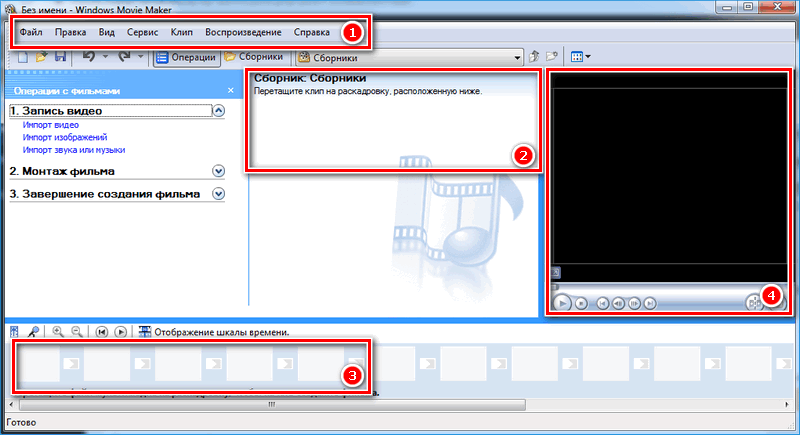 Без имени - Windows Movie Maker
Файл Правка Вид Сервис Клип Воспроизведение Справка 1
Операции Сборники Сборники
Операции с фильмами
1. Запись видео
Импорт видео
Импорт изображений
Импорт звука или музыки
2. Монтаж фильма
3. Завершение создания фильма
Сборник: Сборники
Перетащите клип на раскадровку, расположенную ниже.
2
4
Отображение шкалы времени.
3
Готово